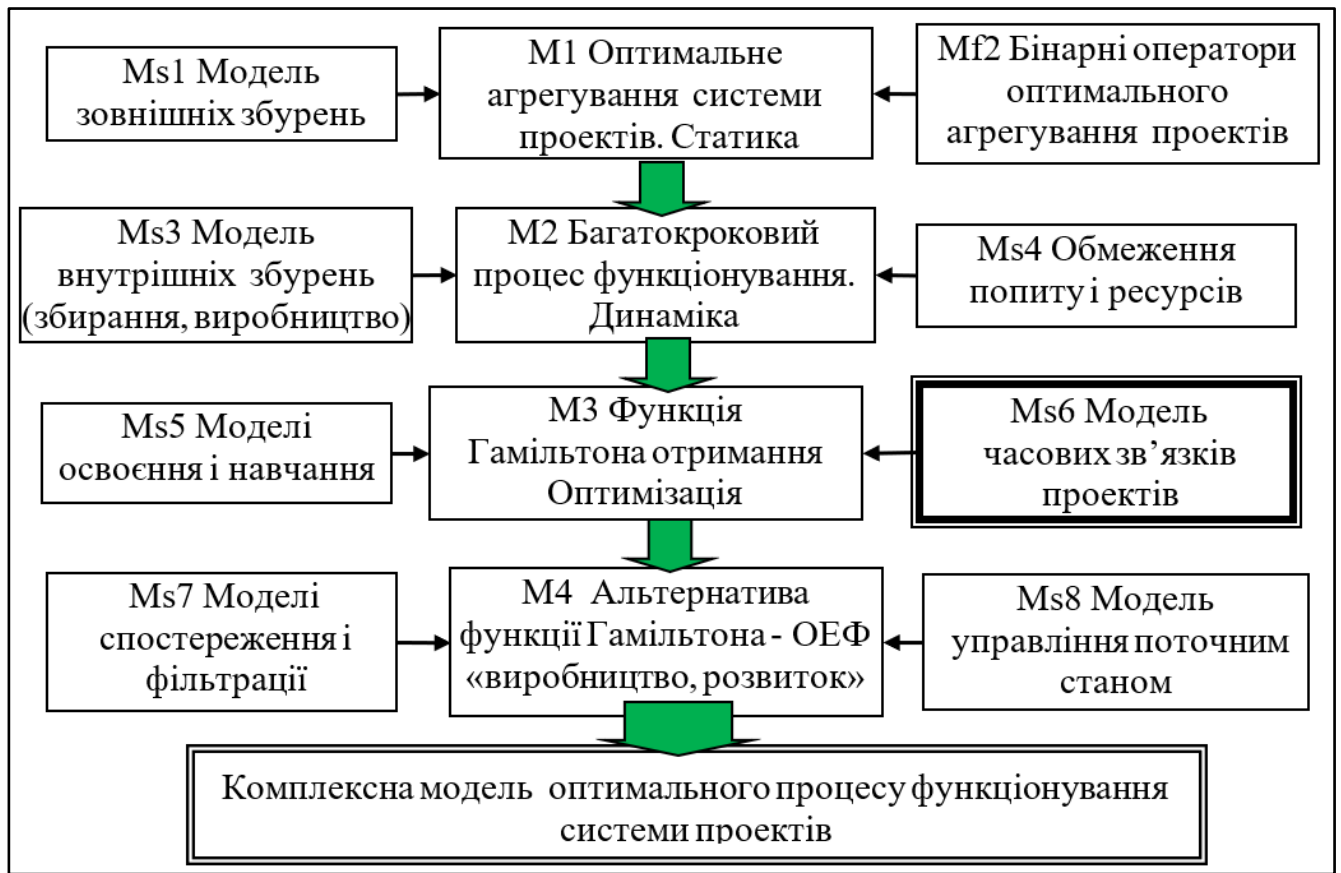 Ms1 Модель
зовнішніх збурень
M1 Оптимальне
агрегування системи
проектів. Статика
Mf2 Бінарні оператори
оптимального
агрегування проектів
Ms3 Модель
внутрішніх збурень
(збирання, виробництво)
M2 Багатокроковий
процес функціонування.
Динаміка
Ms4 Обмеження
попиту і ресурсів
Ms5 Моделі
освоєння і навчання
M3 Функція
Гамільтона отримання
Оптимізація
Ms6 Модель
часових зв’язків
проектів
Ms7 Моделі
спостереження і
фільтрації
M4 Альтернатива
функції Гамільтона - ОЕФ
«виробництво, розвиток»
Ms8 Модель
управління поточним
станом
Комплексна модель оптимального процесу функціонування
системи проектів